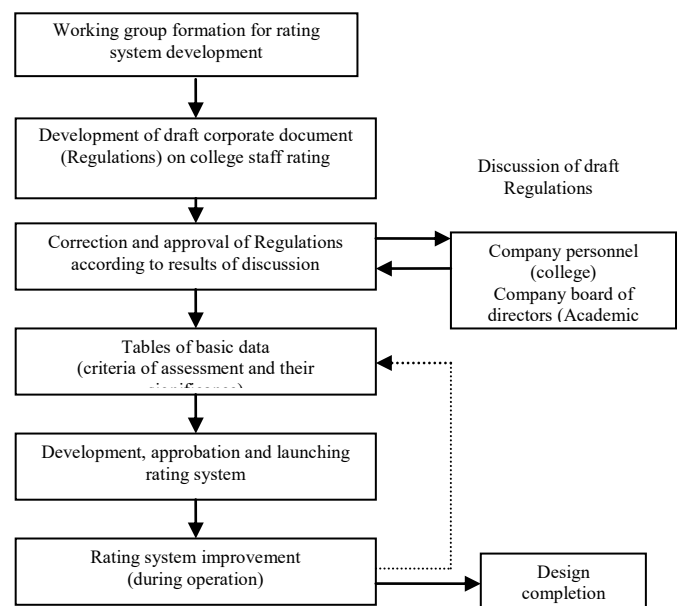 Working group formation for rating
system development
Development of draft corporate document
(Regulations) on college staff rating
Discussion of draft
Regulations
Correction and approval of Regulations
according to results of discussion
Company personnel
(college)
Company board of
directors (Academic
Tables of basic data
(criteria of assessment and their
Development, approbation and launching
rating system
Rating system improvement
(during operation)
Design
completion